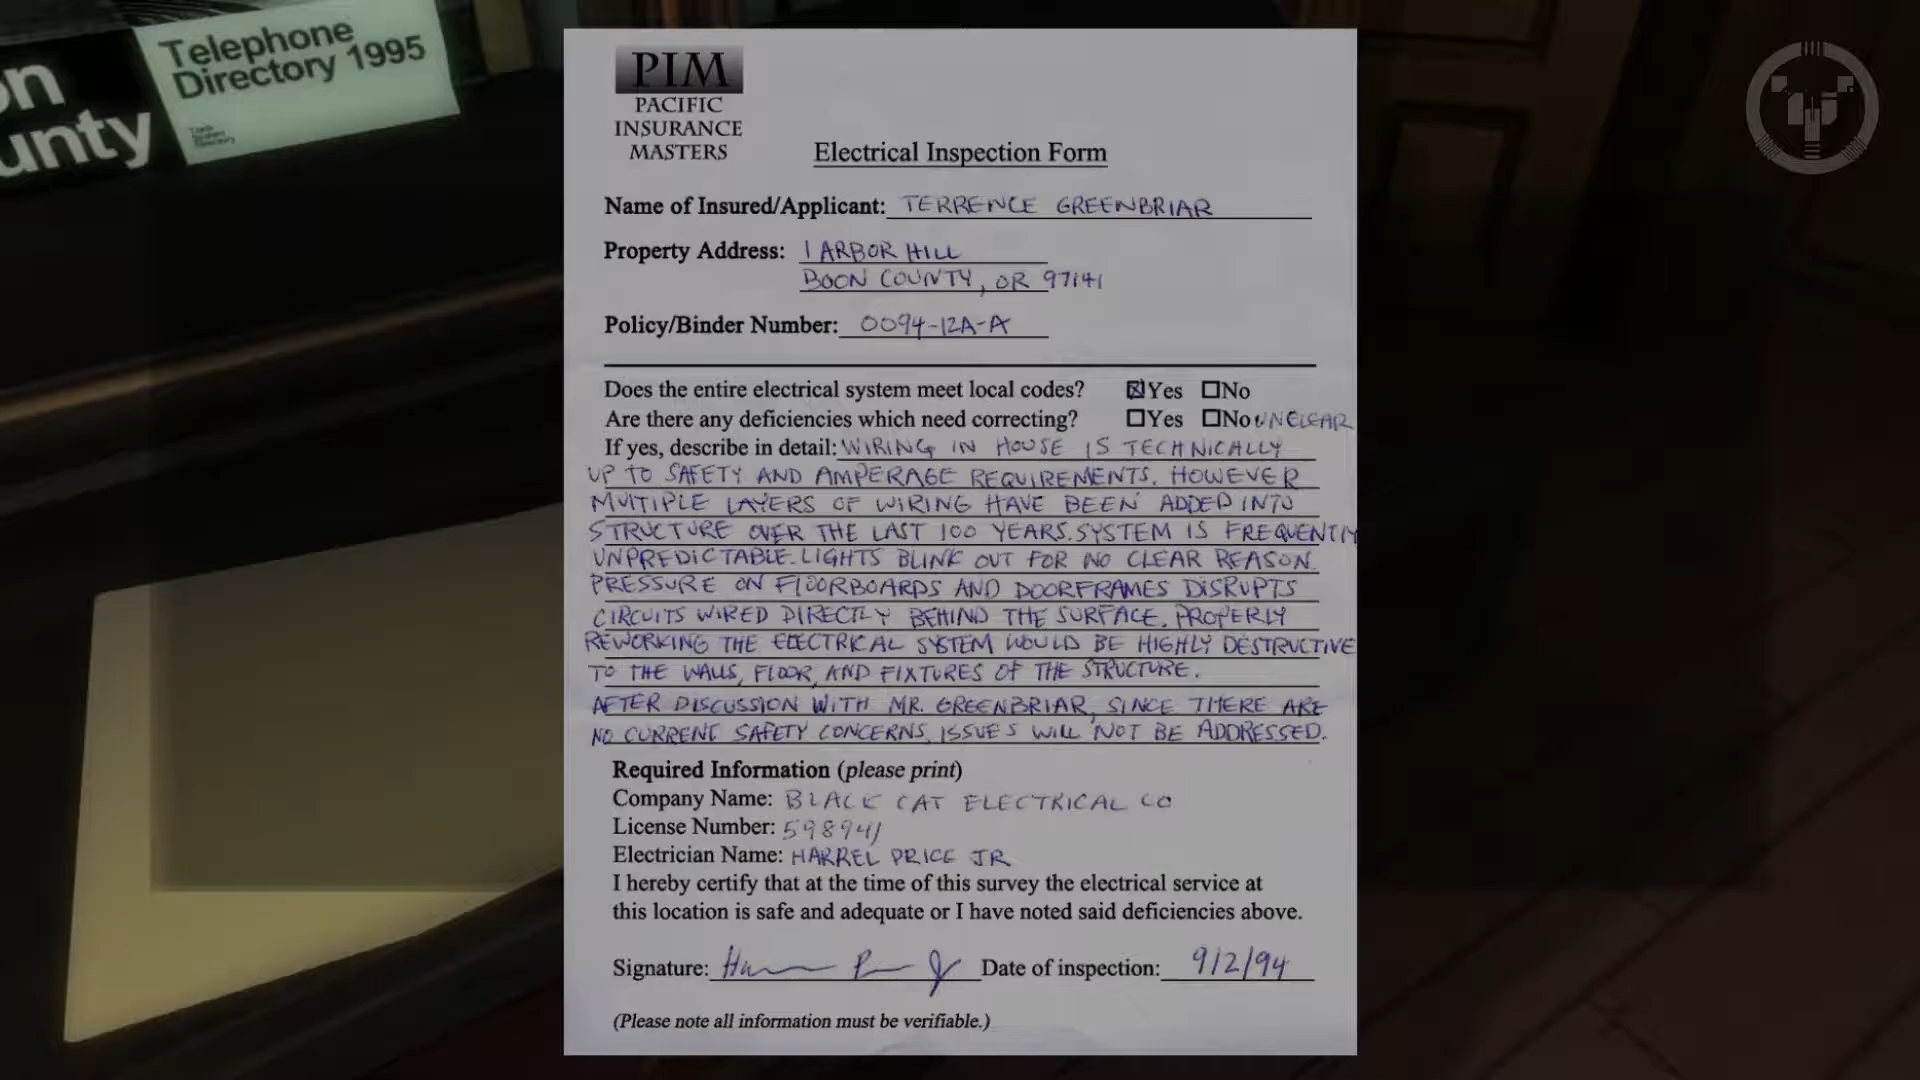 on
unty
Telephone
Directory 1995
PIM
PACIFIC
INSURANCE
MASTERS
Electrical Inspection Form
Name of Insured/Applicant: TERRENCE GREENBRIAR
Property Address: 1 ARBOR HILL
BOON COUNTY, OR 97141
Policy/Binder Number: 0094-12A-A
Does the entire electrical system meet local codes? ☒Yes ☐No
Are there any deficiencies which need correcting? ☐Yes ☐No UNCLEAR
If yes, describe in detail: WIRING IN HOUSE IS TECHNICALLY
UP TO SAFETY AND AMPERAGE REQUIREMENTS. HOWEVER
MULTIPLE LAYERS OF WIRING HAVE BEEN ADDED INTO
STRUCTURE OVER THE LAST 100 YEARS. SYSTEM IS FREQUENTLY
UNPREDICTABLE. LIGHTS BLINK OUT FOR NO CLEAR REASON.
PRESSURE ON FLOORBOARDS AND DOORFRAMES DISRUPTS
CIRCUITS WIRED DIRECTLY BEHIND THE SURFACE. PROPERLY
REWORKING THE ELECTRICAL SYSTEM WOULD BE HIGHLY DESTRUCTIVE
TO THE WALLS, FLOOR, AND FIXTURES OF THE STRUCTURE.
AFTER DISCUSSION WITH MR. GREENBRIAR, SINCE THERE ARE
NO CURRENT SAFETY CONCERNS, ISSUES WILL NOT BE ADDRESSED.
Required Information (please print)
Company Name: BLACK CAT ELECTRICAL CO
License Number: 598941
Electrician Name: HARREL PRICE JR
I hereby certify that at the time of this survey the electrical service at
this location is safe and adequate or I have noted said deficiencies above.
Signature: Date of inspection: 9/2/94
(Please note all information must be verifiable.)